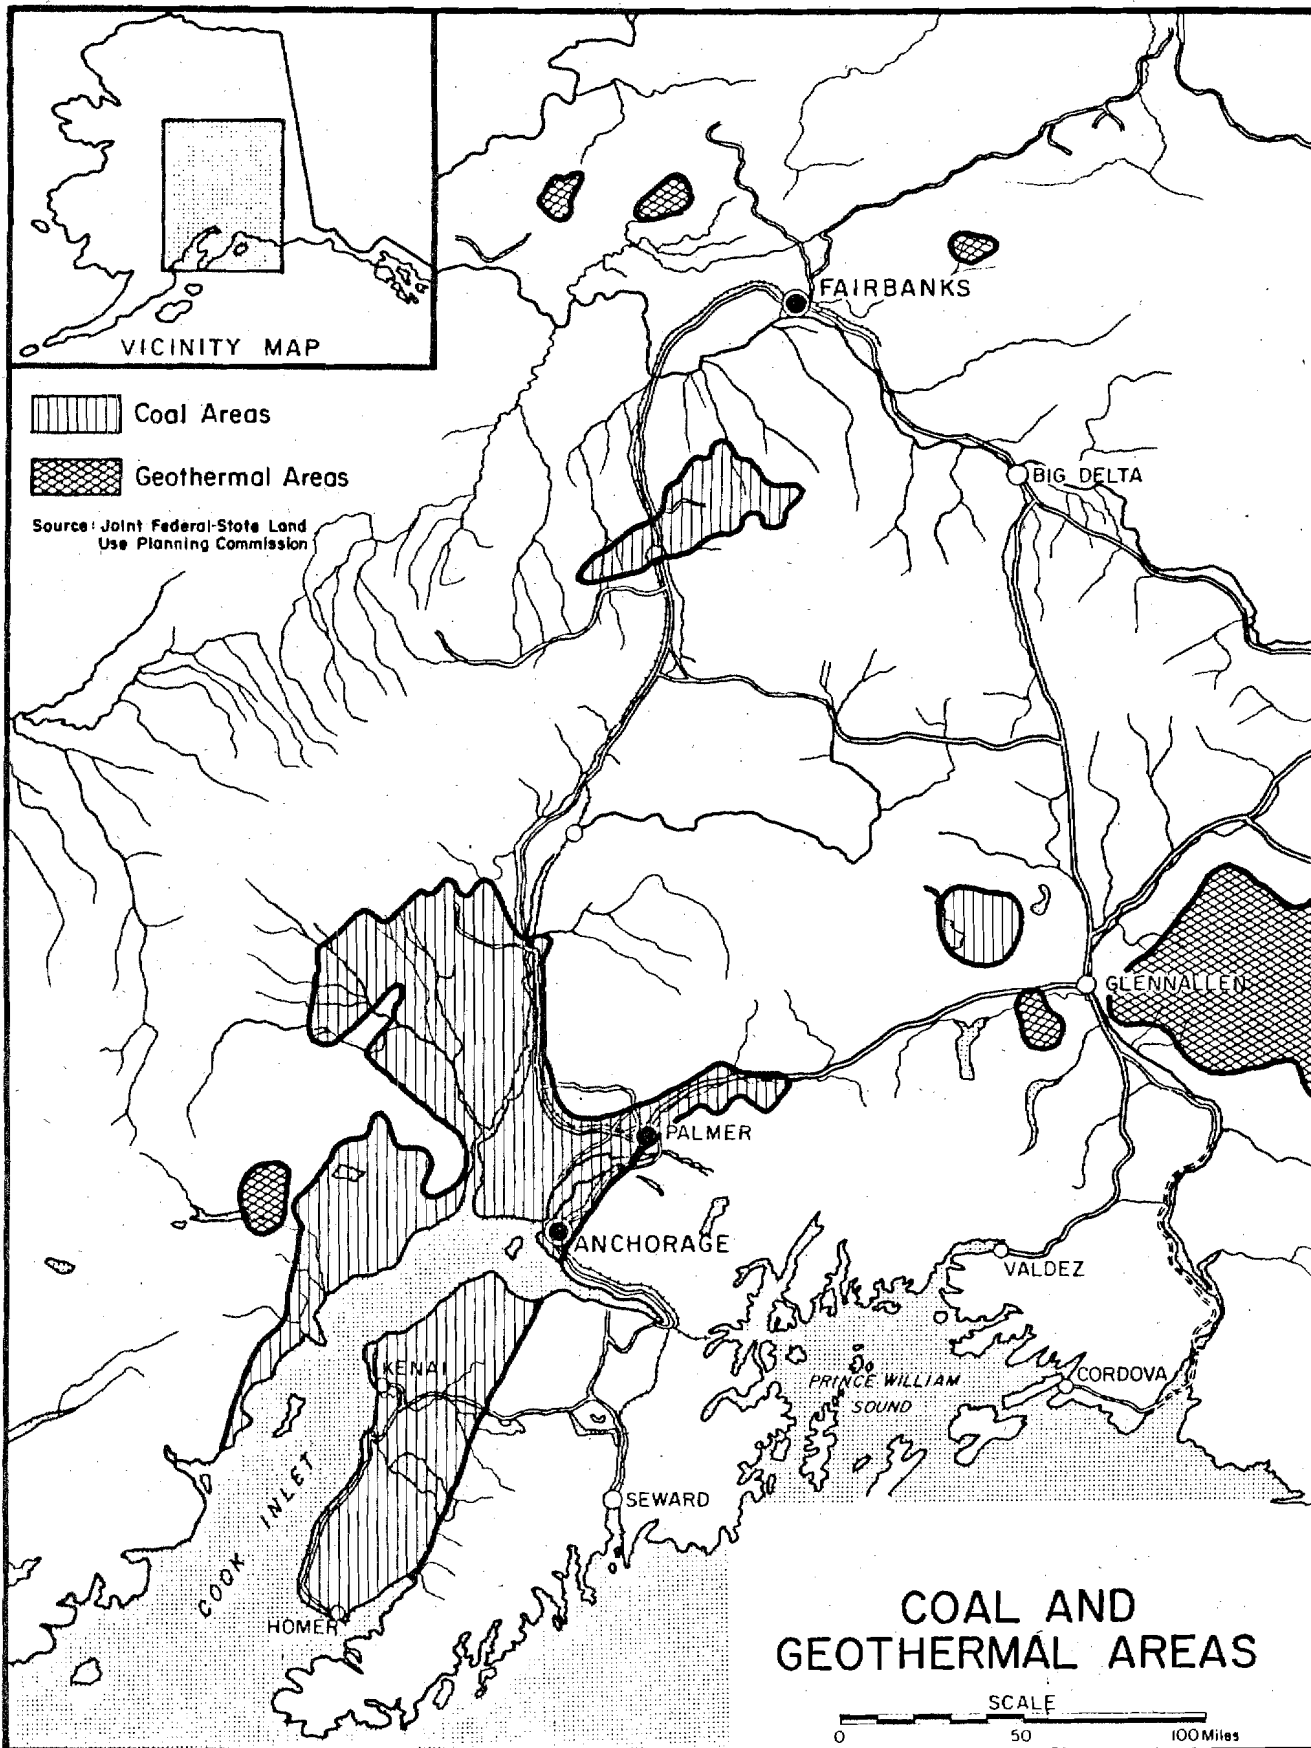 VICINITY MAP
Coal Areas
Geothermal Areas
Source: Joint Federal-State Land
Use Planning Commission
FAIRBANKS
BIG DELTA
GLENNALLEN
PALMER
ANCHORAGE
VALDEZ
KENAI
CORDOVA
PRINCE WILLIAM
SOUND
SEWARD
COOK INLET
HOMER
COAL AND
GEOTHERMAL AREAS
SCALE
0 50 100 Miles